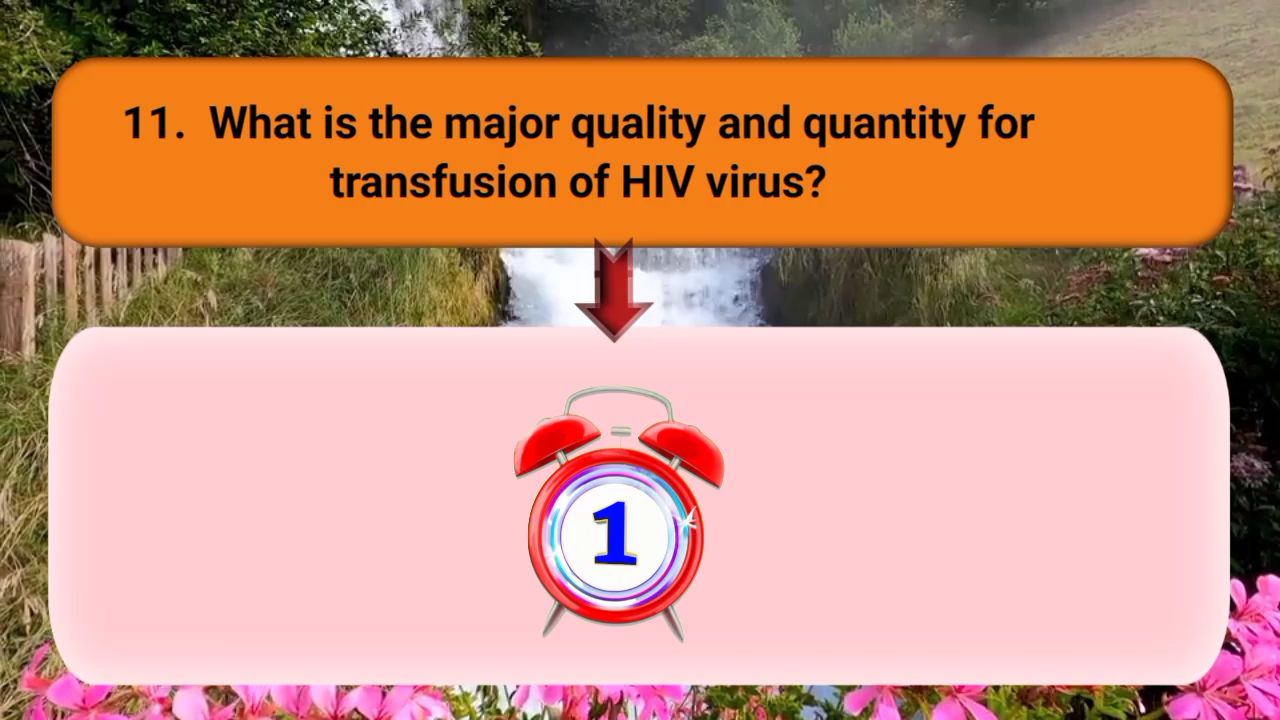 11. What is the major quality and quantity for
transfusion of HIV virus?
1